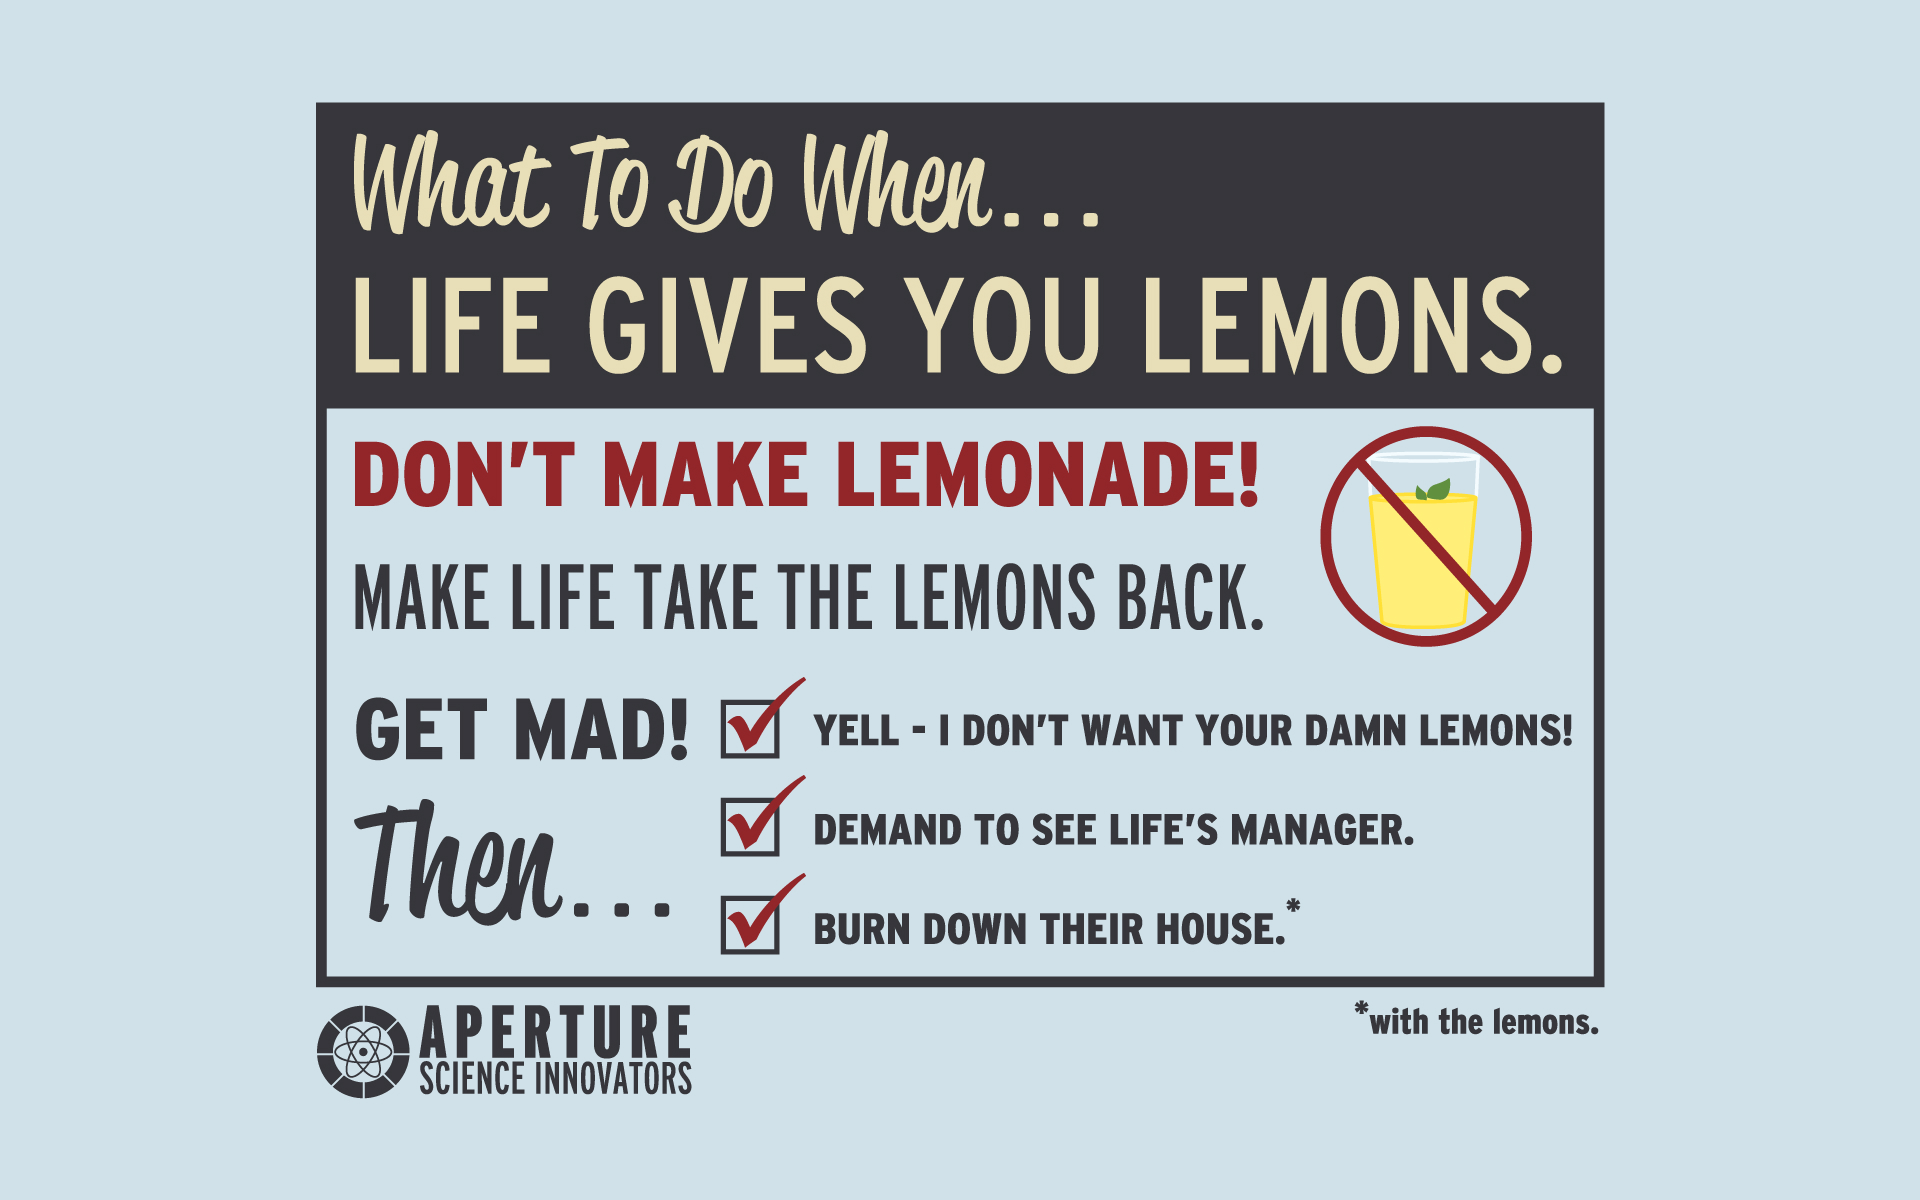 What To Do When...
LIFE GIVES YOU LEMONS.
DON'T MAKE LEMONADE!
MAKE LIFE TAKE THE LEMONS BACK.
GET MAD!
YELL - I DON'T WANT YOUR DAMN LEMONS!
Then...
DEMAND TO SEE LIFE'S MANAGER.
BURN DOWN THEIR HOUSE.*
*with the lemons.
APERTURE
SCIENCE INNOVATORS